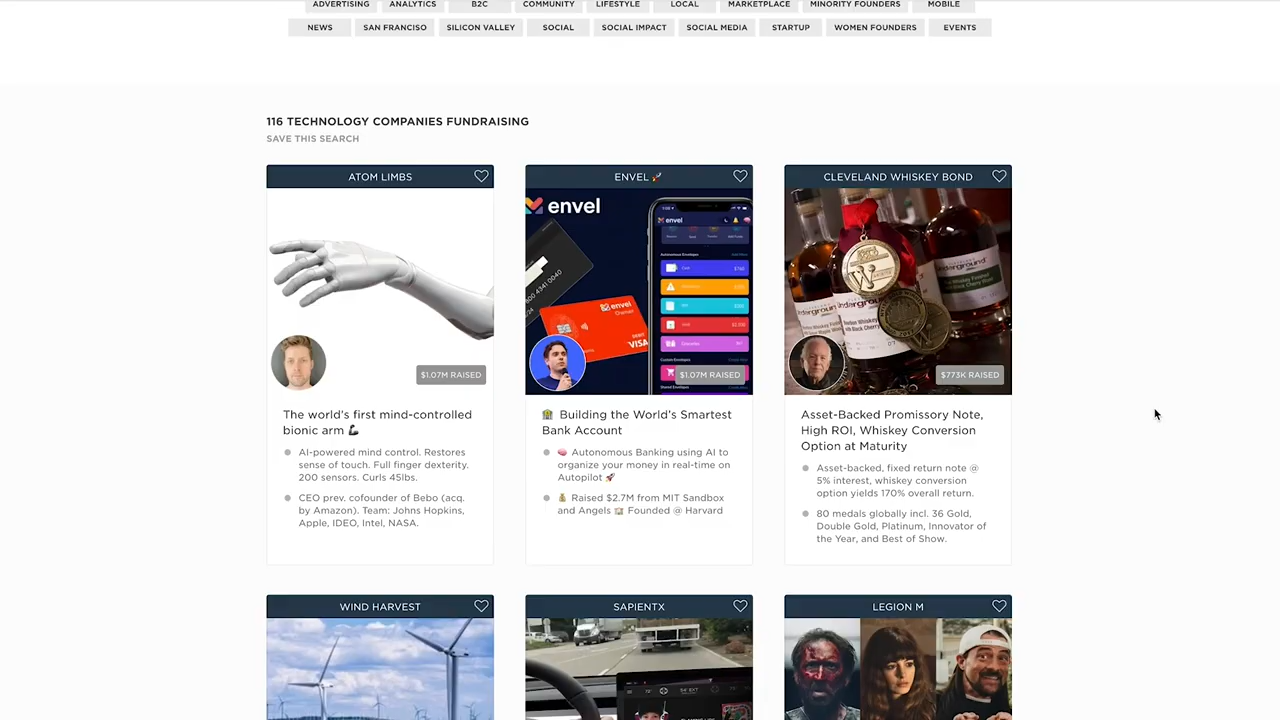 ADVERTISING ANALYTICS B2C COMMUNITY LIFESTYLE LOCAL MARKETPLACE MINORITY FOUNDERS MOBILE
NEWS SAN FRANCISO SILICON VALLEY SOCIAL SOCIAL IMPACT SOCIAL MEDIA STARTUP WOMEN FOUNDERS EVENTS
116 TECHNOLOGY COMPANIES FUNDRAISING
SAVE THIS SEARCH
ATOM LIMBS
$1.07M RAISED
The world's first mind-controlled
bionic arm 💪
AI-powered mind control. Restores
sense of touch. Full finger dexterity.
200 sensors. Curls 45lbs.
CEO prev. cofounder of Bebo (acq.
by Amazon). Team: Johns Hopkins,
Apple, IDEO, Intel, NASA.
ENVEL 🚀
envel
envel
VISA
$1.07M RAISED
🏦 Building the World's Smartest
Bank Account
🧠 Autonomous Banking using AI to
organize your money in real-time on
Autopilot 🚀
💰 Raised $2.7M from MIT Sandbox
and Angels 🏫 Founded @ Harvard
CLEVELAND WHISKEY BOND
$773K RAISED
Asset-Backed Promissory Note,
High ROI, Whiskey Conversion
Option at Maturity
Asset-backed, fixed return note @
5% interest, whiskey conversion
option yields 170% overall return.
80 medals globally incl. 36 Gold,
Double Gold, Platinum, Innovator of
the Year, and Best of Show.
WIND HARVEST
SAPIENTX
LEGION M